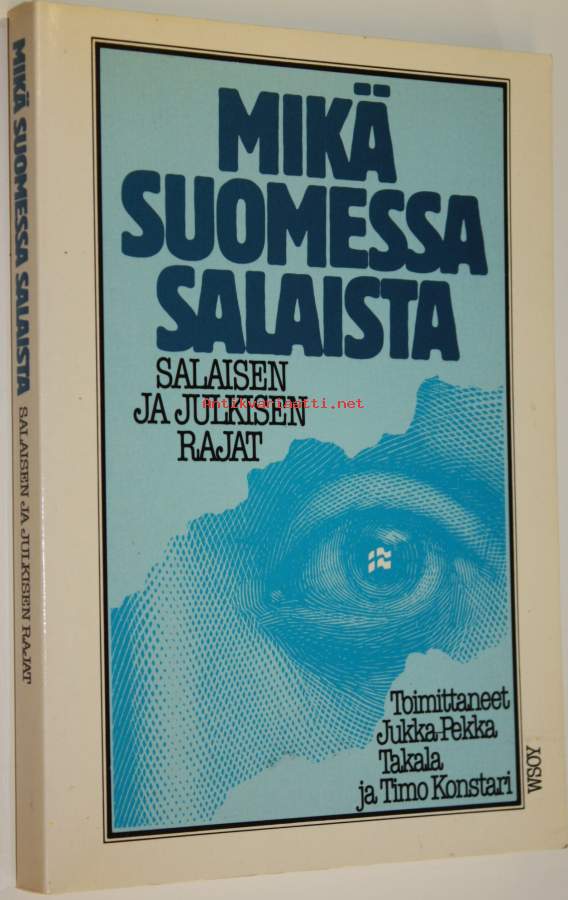 MIKÄ SUOMESSA SALAISTA SALAISEN JA JULKISEN RAJAT
MIKÄ
SUOMESSA
SALAISTA
SALAISEN
JA JULKISEN
RAJAT
Antikvariaatti.net
Toimittaneet
Jukka-Pekka
Takala
ja Timo Konstari
WSOY